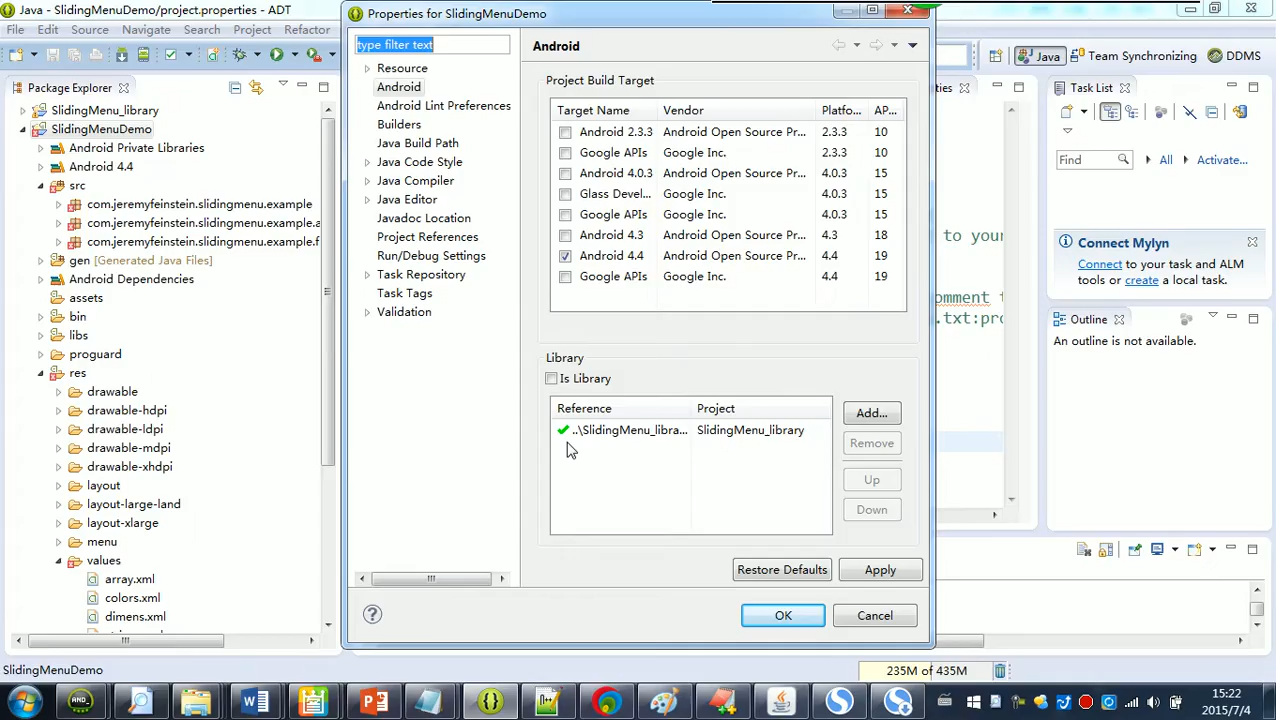 Java - SlidingMenuDemo/project.properties - ADT
File Edit Source Navigate Search Project Refactor
Java
Team Synchronizing
DDMS
Package Explorer
SlidingMenu_library
SlidingMenuDemo
Android Private Libraries
Android 4.4
src
com.jeremyfeinstein.slidingmenu.example
com.jeremyfeinstein.slidingmenu.example.a
com.jeremyfeinstein.slidingmenu.example.f
gen [Generated Java Files]
Android Dependencies
assets
bin
libs
proguard
res
drawable
drawable-hdpi
drawable-ldpi
drawable-mdpi
drawable-xhdpi
layout
layout-large-land
layout-xlarge
menu
values
array.xml
colors.xml
dimens.xml
SlidingMenuDemo
Properties for SlidingMenuDemo
type filter text
Resource
Android
Android Lint Preferences
Builders
Java Build Path
Java Code Style
Java Compiler
Java Editor
Javadoc Location
Project References
Run/Debug Settings
Task Repository
Task Tags
Validation
Android
Project Build Target
Target Name Vendor Platfo... AP...
Android 2.3.3 Android Open Source Pr... 2.3.3 10
Google APIs Google Inc. 2.3.3 10
Android 4.0.3 Android Open Source Pr... 4.0.3 15
Glass Devel... Google Inc. 4.0.3 15
Google APIs Google Inc. 4.0.3 15
Android 4.3 Android Open Source Pr... 4.3 18
Android 4.4 Android Open Source Pr... 4.4 19
Google APIs Google Inc. 4.4 19
Library
Is Library
Reference Project
..\SlidingMenu_libra... SlidingMenu_library
Add...
Remove
Up
Down
Restore Defaults
Apply
OK
Cancel
ties
to your
omment t
.txt:pro
Task List
Find
All
Activate...
Connect Mylyn
Connect to your task and ALM
tools or create a local task.
Outline
An outline is not available.
235M of 435M
15:22
2015/7/4